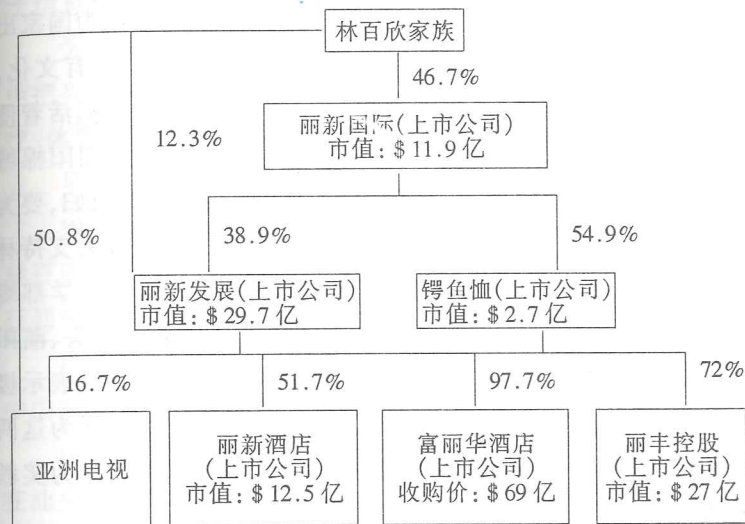 林百欣家族
46.7%
丽新国际(上市公司)
市值: $11.9亿
12.3%
50.8%
38.9%
54.9%
丽新发展(上市公司)
市值: $29.7亿
锷鱼恤(上市公司)
市值: $2.7亿
16.7%
51.7%
97.7%
72%
亚洲电视
丽新酒店
(上市公司)
市值: $12.5亿
富丽华酒店
(上市公司)
收购价: $69亿
丽丰控股
(上市公司)
市值: $27亿
育文化